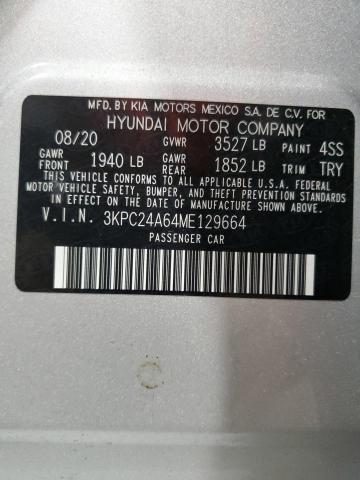 MFD. BY KIA MOTORS MEXICO S.A. DE C.V. FOR
HYUNDAI MOTOR COMPANY
08/20 GVWR 3527 LB PAINT 4SS
GAWR FRONT 1940 LB GAWR REAR 1852 LB TRIM TRY
THIS VEHICLE CONFORMS TO ALL APPLICABLE U.S.A. FEDERAL
MOTOR VEHICLE SAFETY, BUMPER, AND THEFT PREVENTION STANDARDS
IN EFFECT ON THE DATE OF MANUFACTURE SHOWN ABOVE.
V.I.N. 3KPC24A64ME129664
PASSENGER CAR